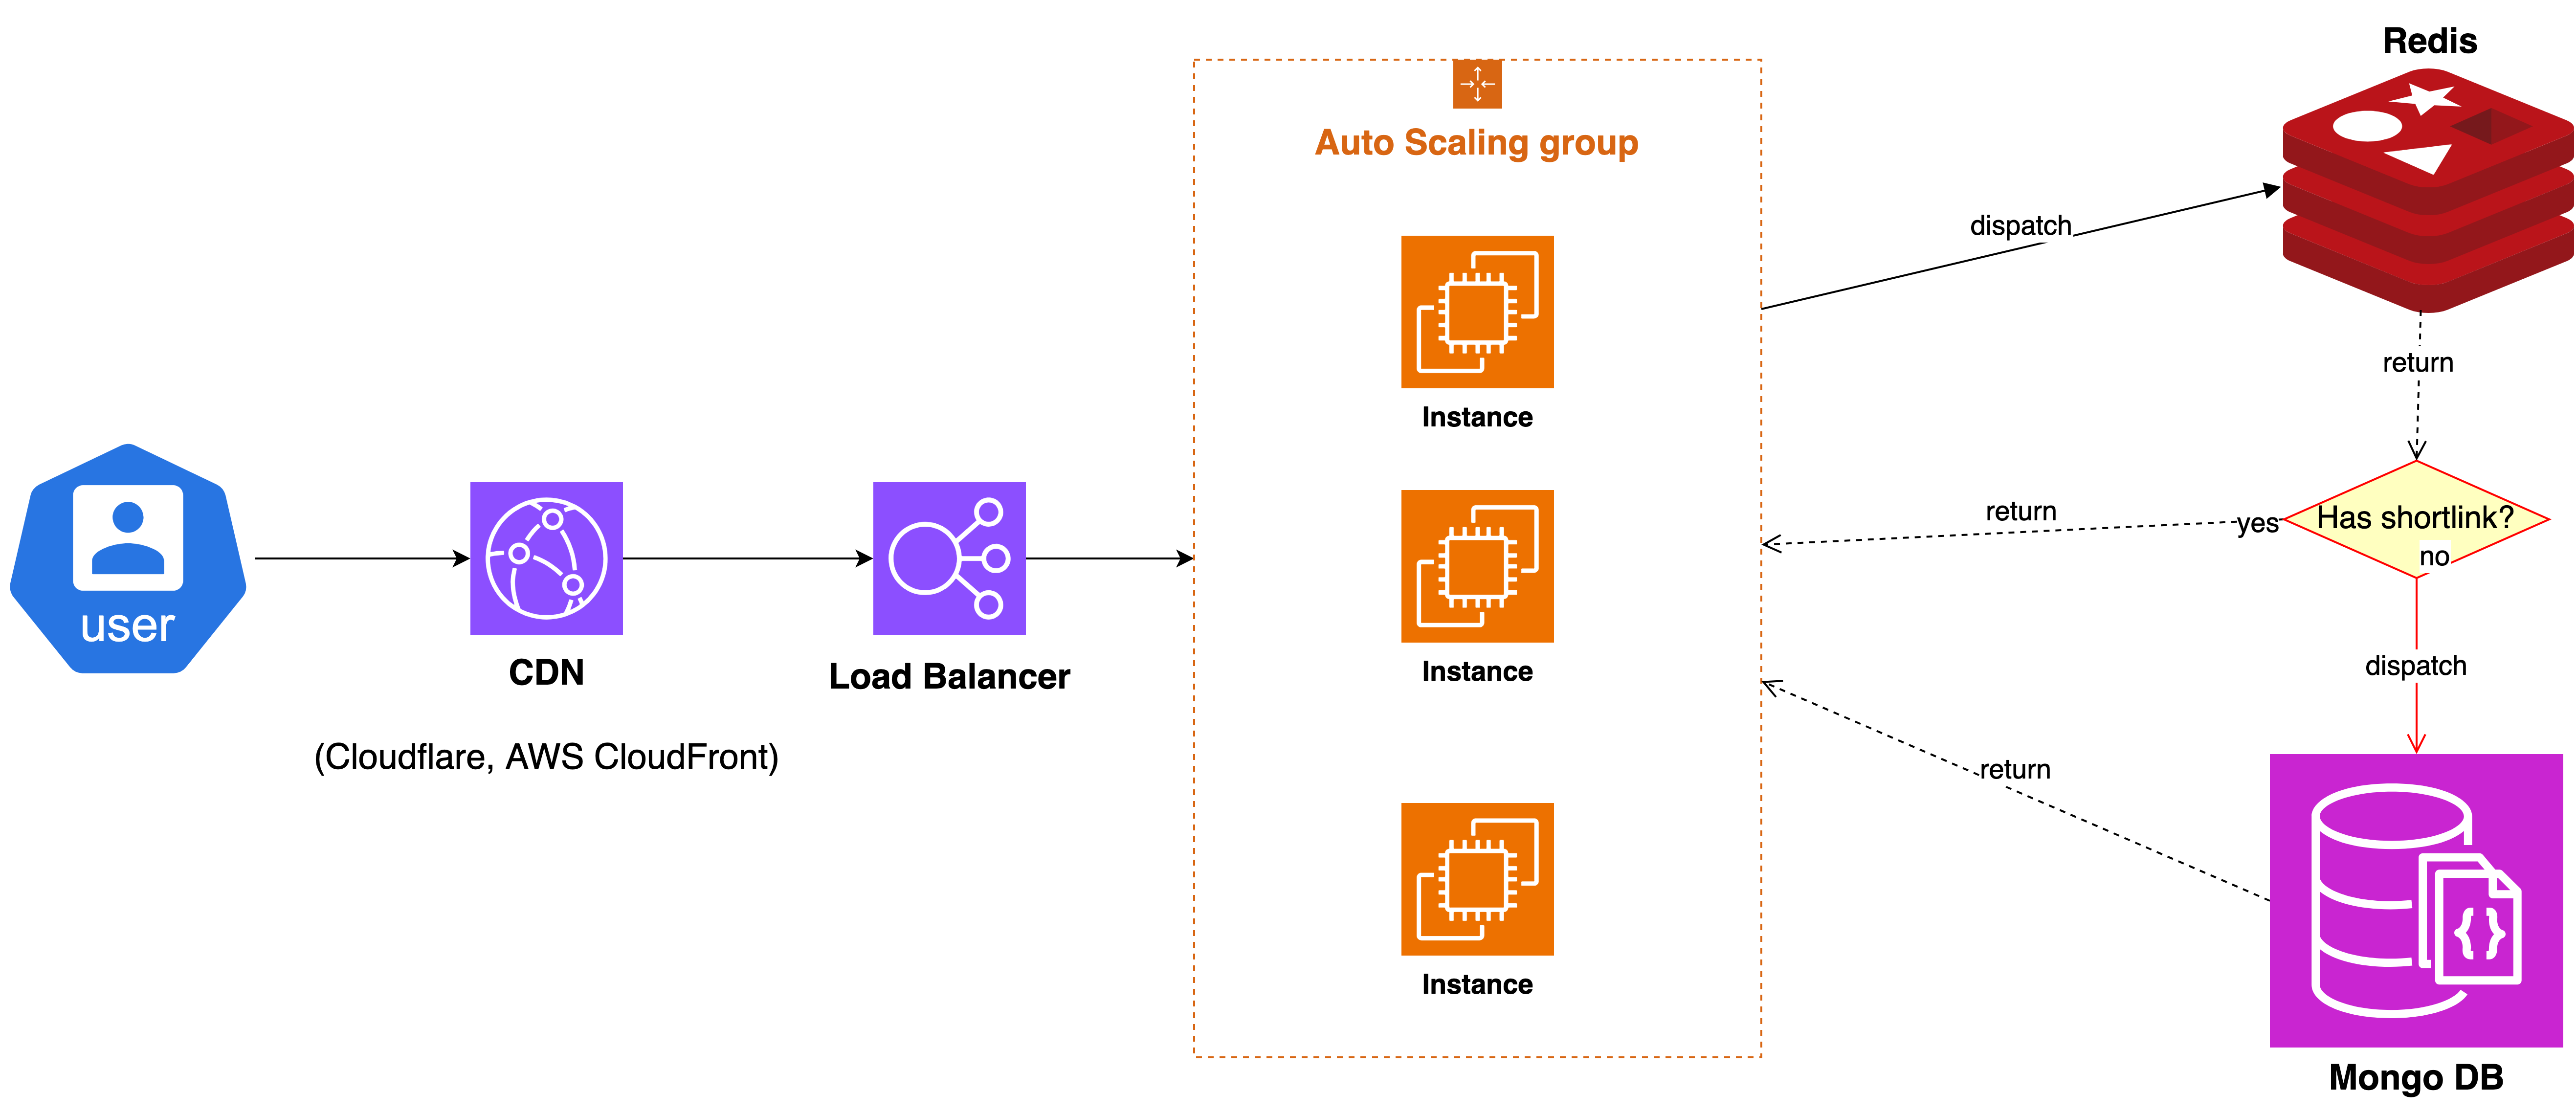 Redis
Auto Scaling group
dispatch
Instance
return
user
CDN
(Cloudflare, AWS CloudFront)
Load Balancer
Instance
return
yes
Has shortlink?
no
dispatch
return
Instance
Mongo DB